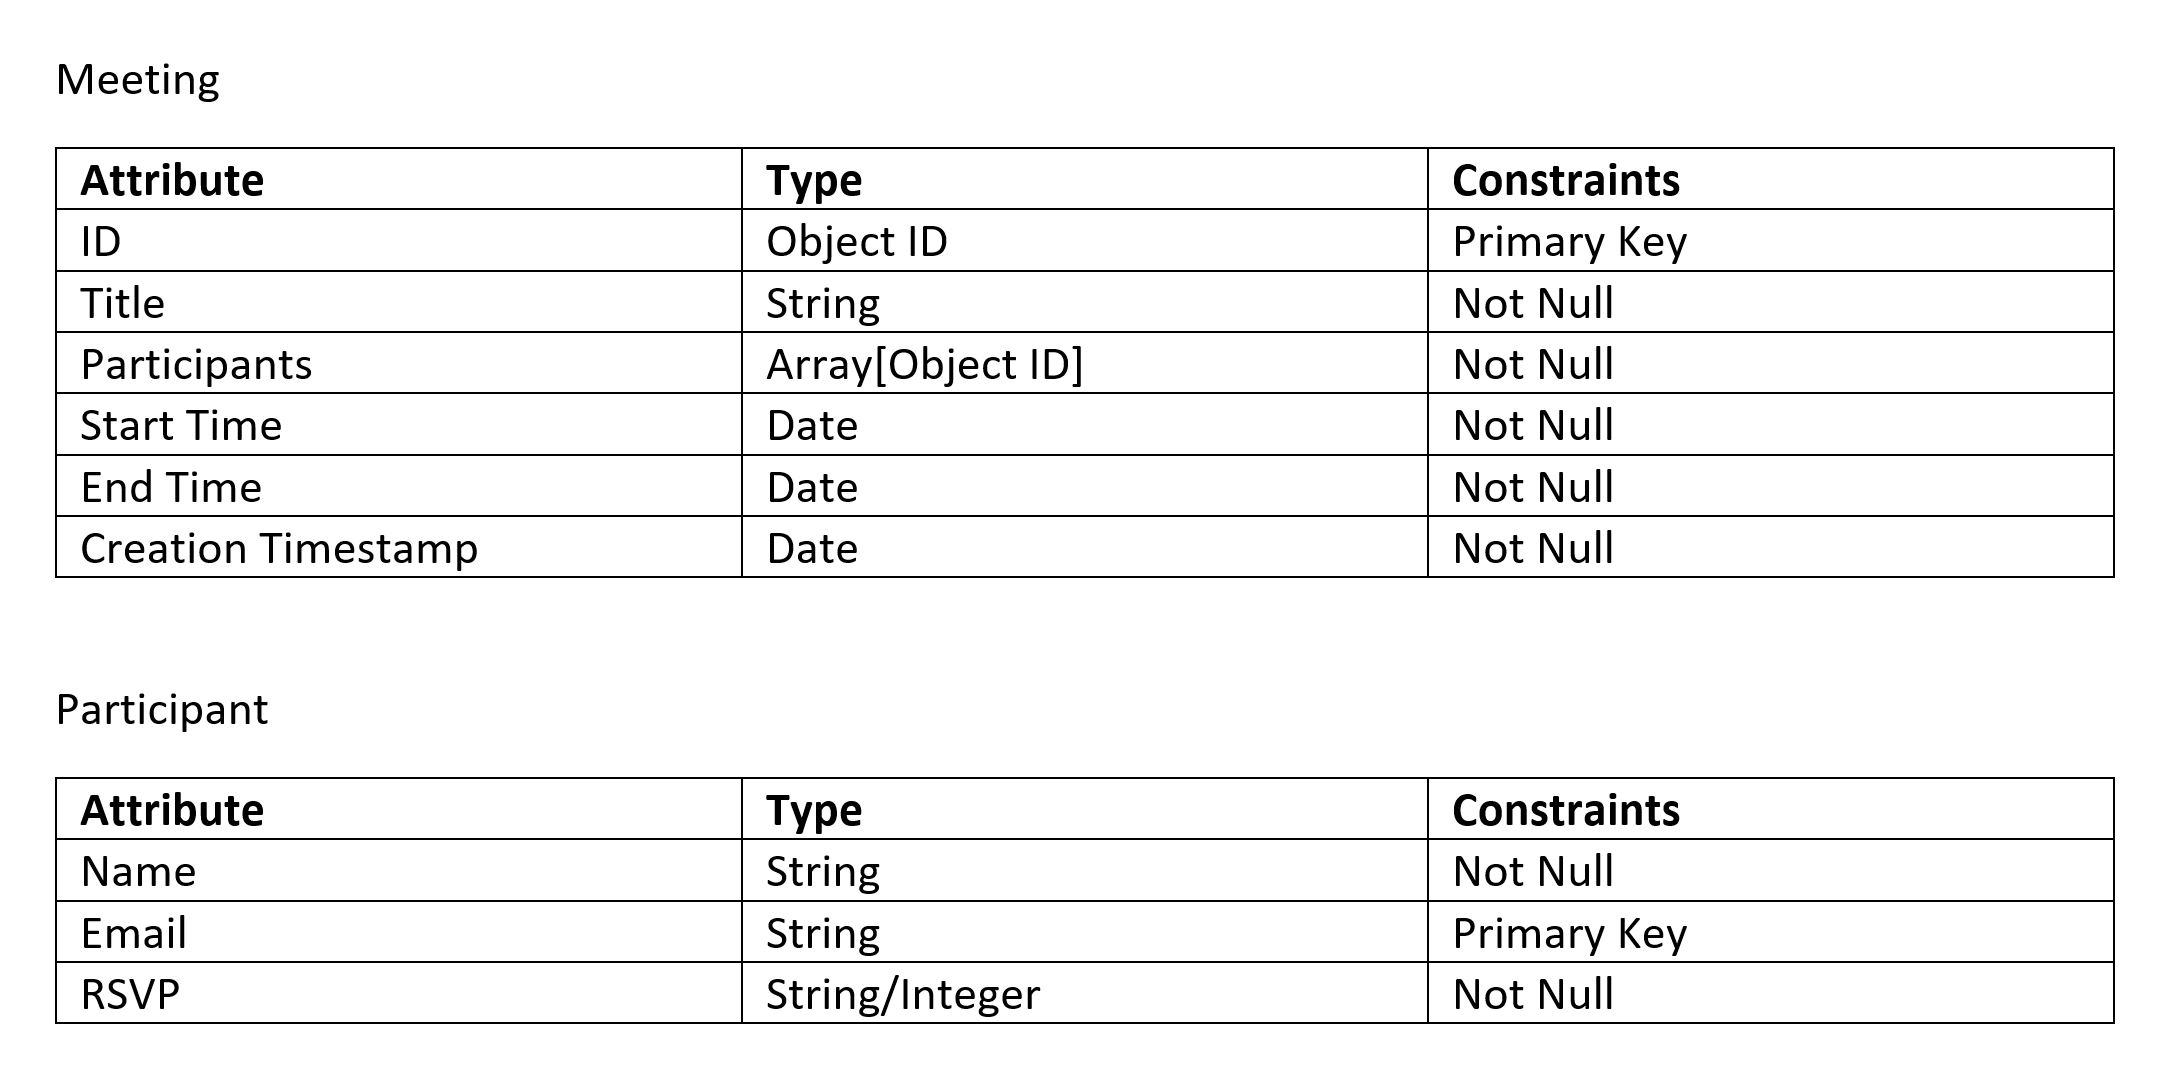 Meeting
Attribute Type Constraints
ID Object ID Primary Key
Title String Not Null
Participants Array[Object ID] Not Null
Start Time Date Not Null
End Time Date Not Null
Creation Timestamp Date Not Null
Participant
Attribute Type Constraints
Name String Not Null
Email String Primary Key
RSVP String/Integer Not Null